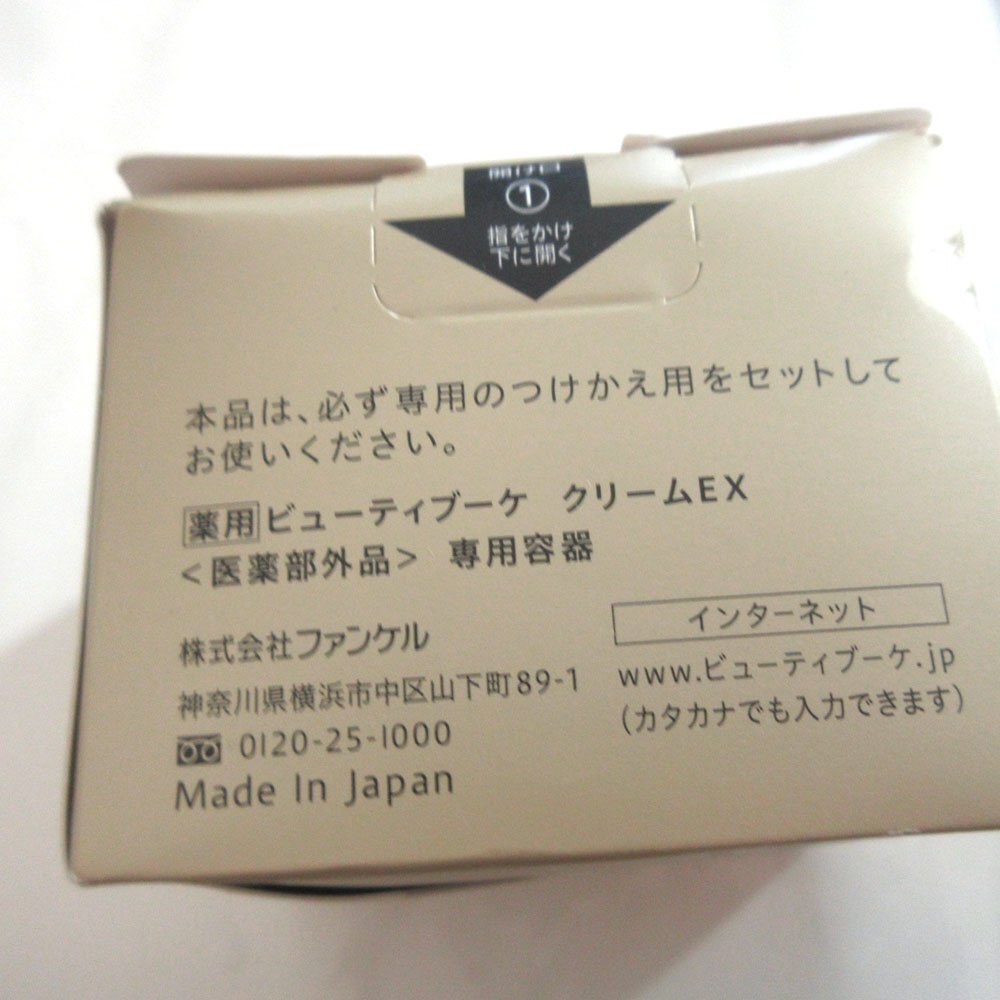 開け口
①
指をかけ
下に開く
本品は、必ず専用のつけかえ用をセットして
お使いください。
薬用 ビューティブーケ クリームEX
<医薬部外品> 専用容器
株式会社ファンケル
神奈川県横浜市中区山下町89-1
0120-25-1000
Made In Japan
インターネット
www.ビューティブーケ.jp
(カタカナでも入力できます)